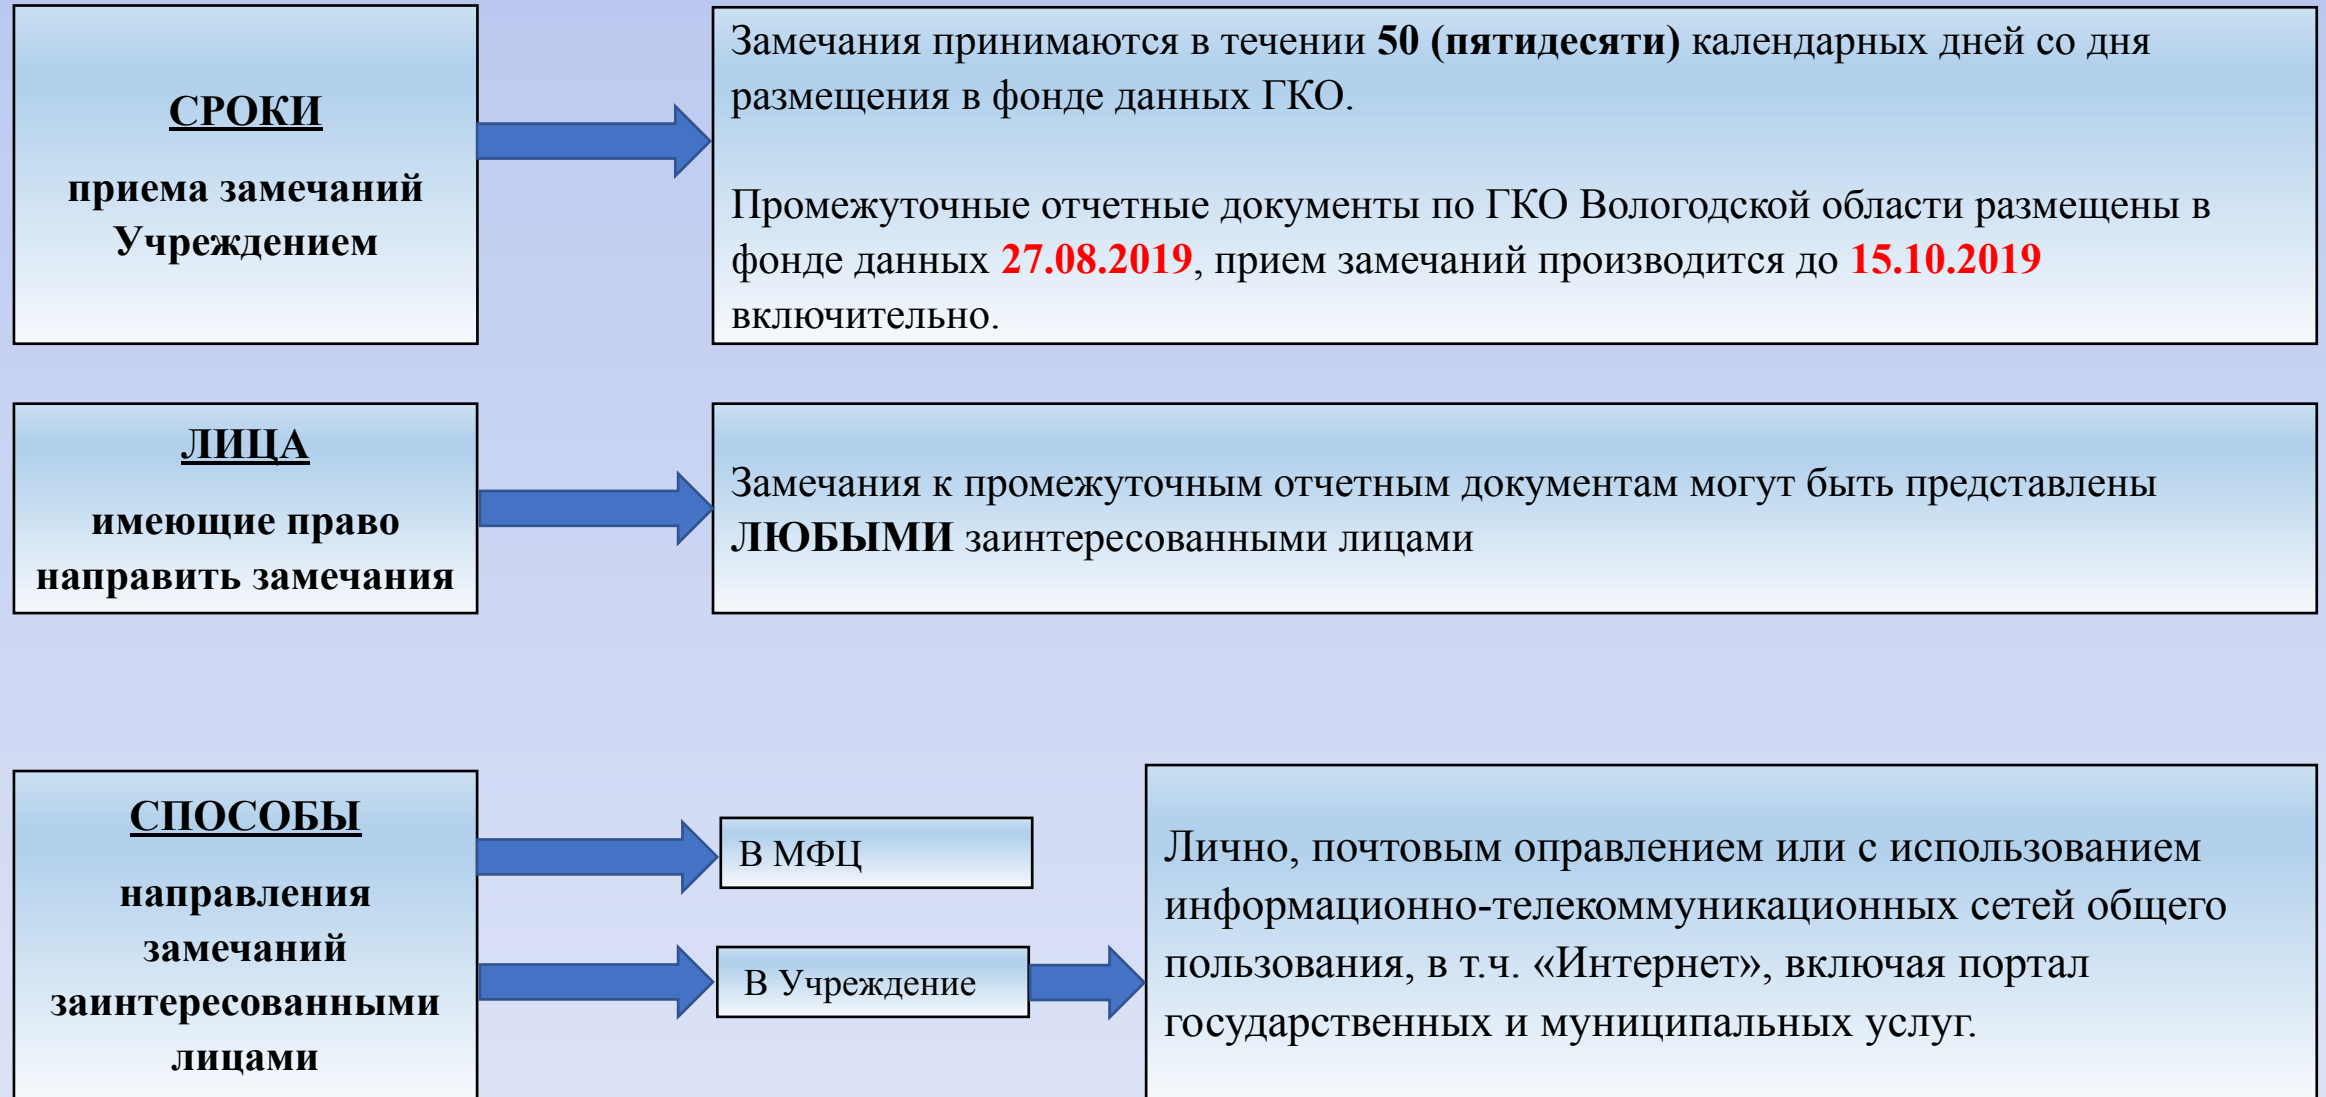 СРОКИ
приема замечаний
Учреждением
Замечания принимаются в течении 50 (пятидесяти) календарных дней со дня
размещения в фонде данных ГКО.
Промежуточные отчетные документы по ГКО Вологодской области размещены в
фонде данных 27.08.2019, прием замечаний производится до 15.10.2019
включительно.
ЛИЦА
имеющие право
направить замечания
Замечания к промежуточным отчетным документам могут быть представлены
ЛЮБЫМИ заинтересованными лицами
СПОСОБЫ
направления
замечаний
заинтересованными
лицами
В МФЦ
В Учреждение
Лично, почтовым оправлением или с использованием
информационно-телекоммуникационных сетей общего
пользования, в т.ч. «Интернет», включая портал
государственных и муниципальных услуг.